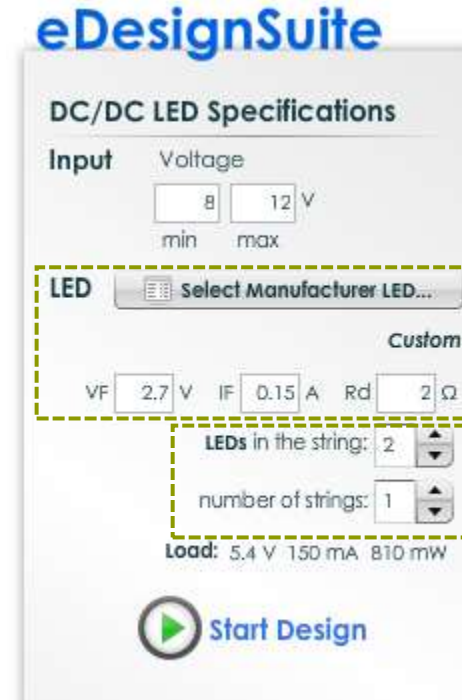 eDesignSuite
DC/DC LED Specifications
Input Voltage
8 12 V
min max
LED Select Manufacturer LED...
Custom
VF 2.7 V IF 0.15 A Rd 2 Ω
LEDs in the string: 2
number of strings: 1
Load: 5.4 V 150 mA 810 mW
Start Design